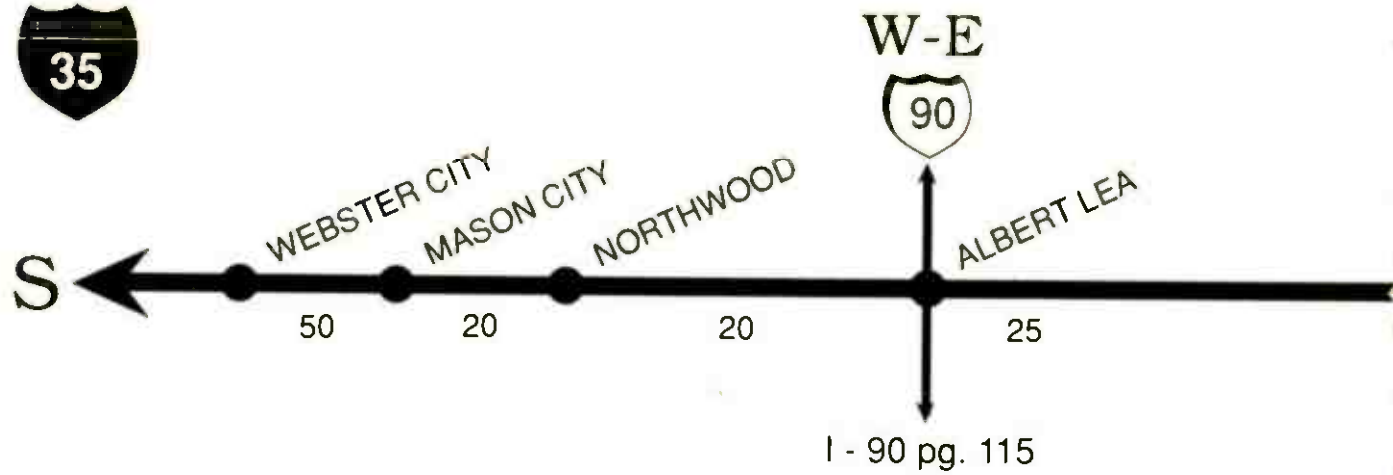 35
W-E
90
WEBSTER CITY
MASON CITY
NORTHWOOD
ALBERT LEA
S
50
20
20
25
I - 90 pg. 115